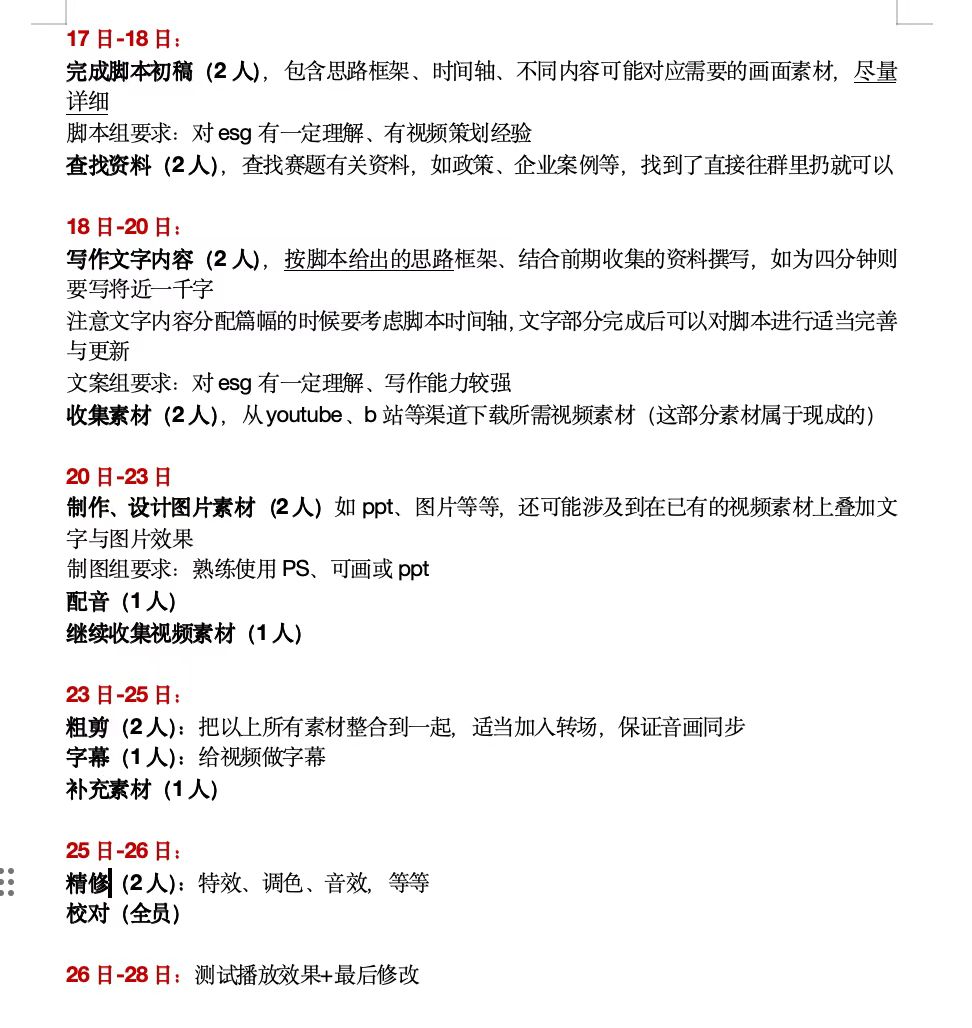 17 日-18 日：
完成脚本初稿（2 人），包含思路框架、时间轴、不同内容可能对应需要的画面素材，尽量
详细
脚本组要求：对 esg 有一定理解、有视频策划经验
查找资料（2 人），查找赛题有关资料，如政策、企业案例等，找到了直接往群里扔就可以
18 日-20 日：
写作文字内容（2 人），按脚本给出的思路框架、结合前期收集的资料撰写，如为四分钟则
要写将近一千字
注意文字内容分配篇幅的时候要考虑脚本时间轴，文字部分完成后可以对脚本进行适当完善
与更新
文案组要求：对 esg 有一定理解、写作能力较强
收集素材（2 人），从 youtube、b 站等渠道下载所需视频素材（这部分素材属于现成的）
20 日-23 日
制作、设计图片素材（2 人）如 ppt、图片等等，还可能涉及到在已有的视频素材上叠加文
字与图片效果
制图组要求：熟练使用 PS、可画或 ppt
配音（1 人）
继续收集视频素材（1 人）
23 日-25 日：
粗剪（2 人）：把以上所有素材整合到一起，适当加入转场，保证音画同步
字幕（1 人）：给视频做字幕
补充素材（1 人）
25 日-26 日：
精修（2 人）：特效、调色、音效，等等
校对（全员）
26 日-28 日：测试播放效果+最后修改